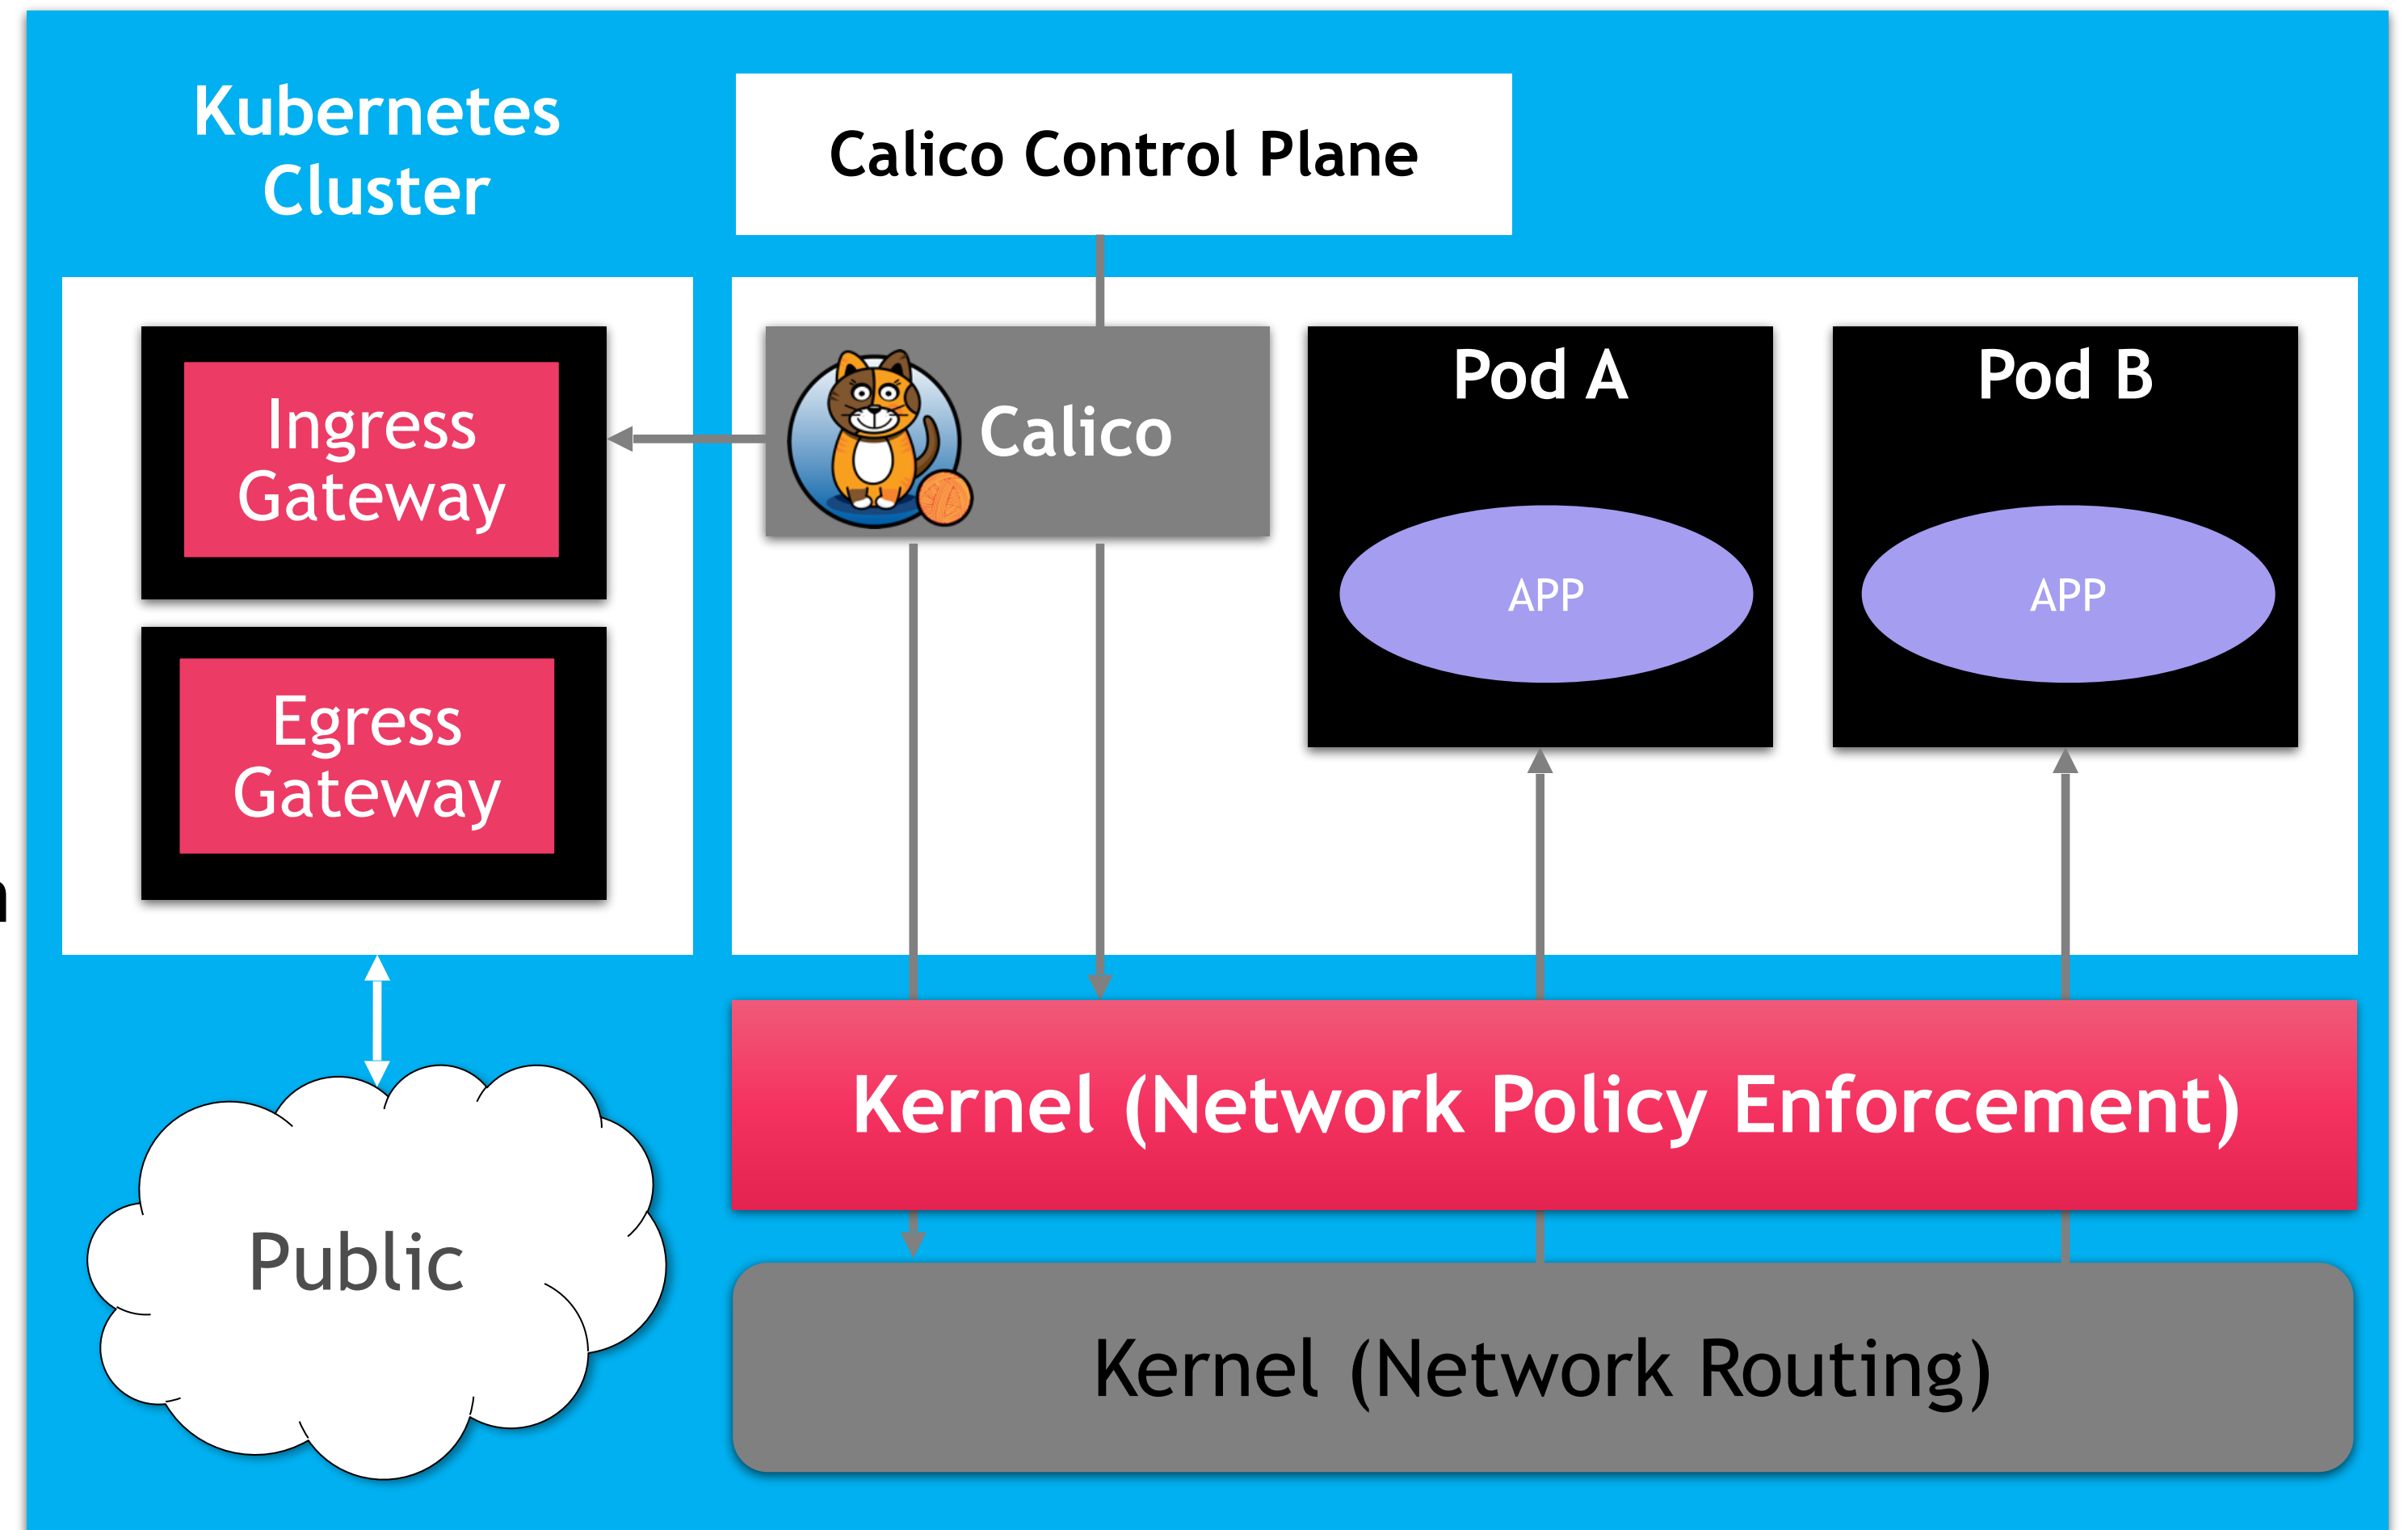 Kubernetes
Cluster
Calico Control Plane
Ingress
Gateway
Calico
Pod A
Pod B
APP
APP
Egress
Gateway
Kernel (Network Policy Enforcement)
Public
Kernel (Network Routing)